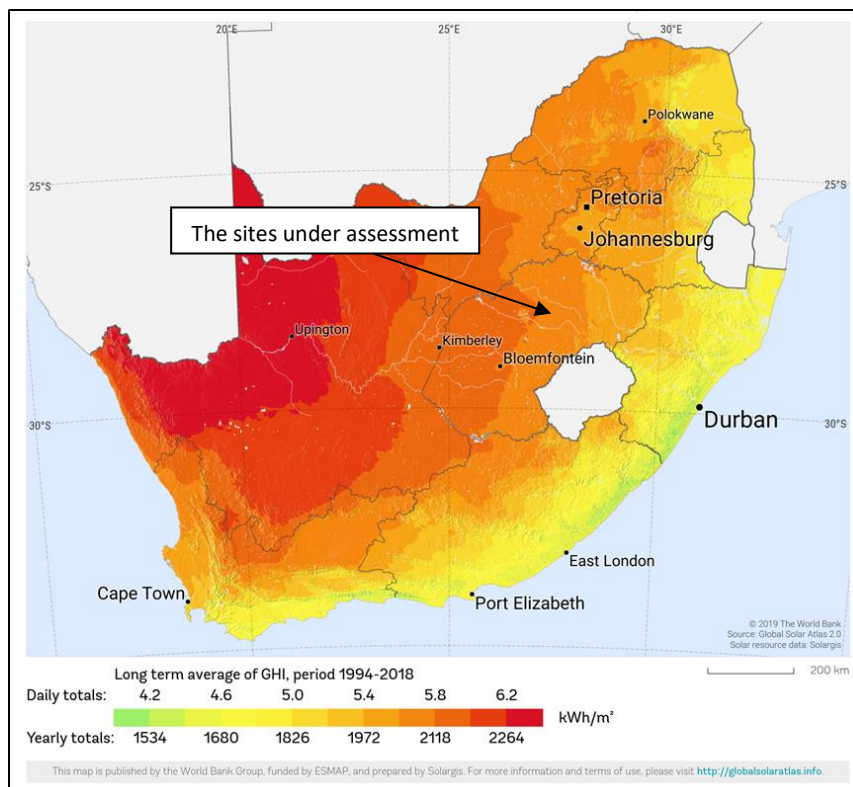 20°E 25°E 30°E
Polokwane
25°S 25°S
Pretoria
The sites under assessment
Johannesburg
Upington
Kimberley
Bloemfontein
30°S Durban 30°S
East London
Cape Town
Port Elizabeth
© 2019 The World Bank
Source: Global Solar Atlas 2.0
Solar resource data: Solargis
Long term average of GHI, period 1994-2018
200 km
Daily totals: 4.2 4.6 5.0 5.4 5.8 6.2
kWh/m²
Yearly totals: 1534 1680 1826 1972 2118 2264
This map is published by the World Bank Group, funded by ESMAP, and prepared by Solargis. For more information and terms of use, please visit http://globalsolaratlas.info.